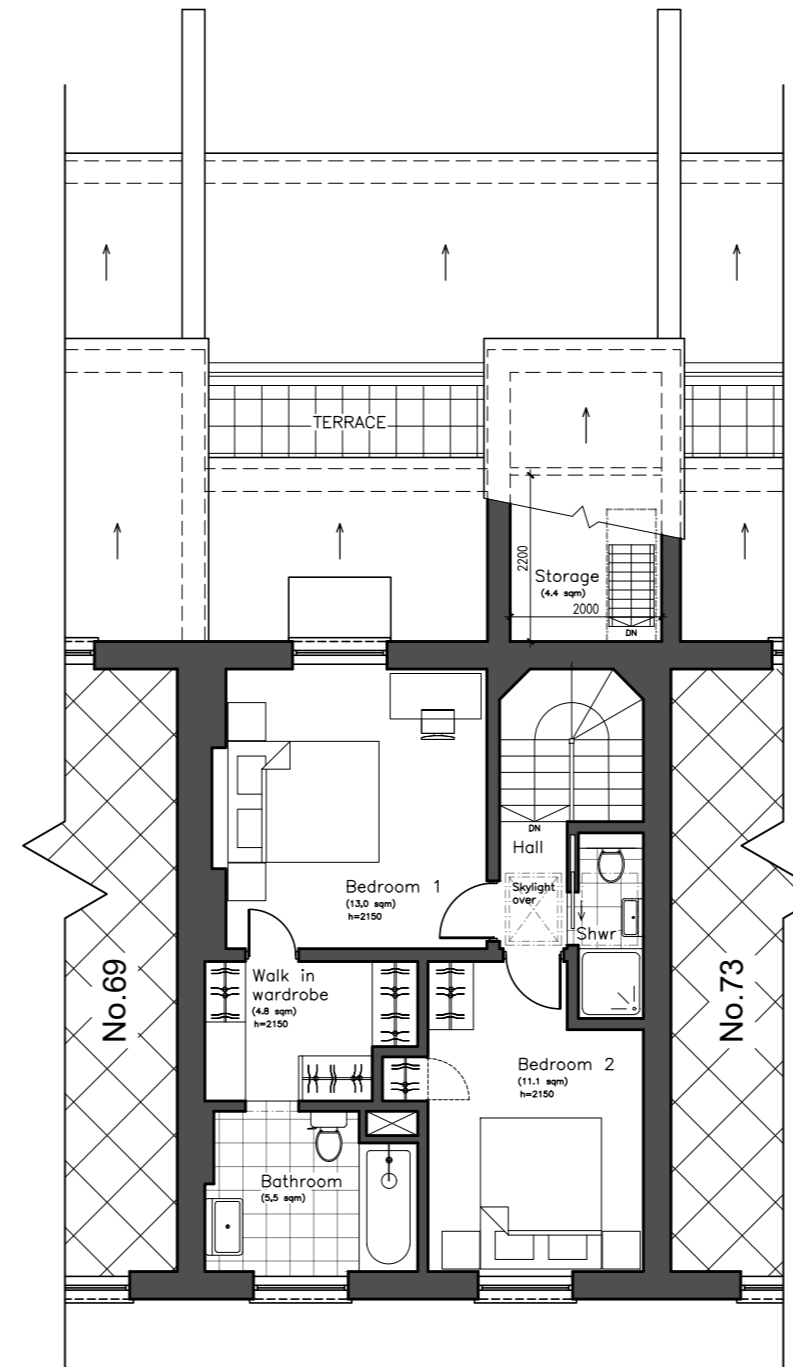 TERRACE
2200
Storage
(4.4 sqm)
2000
DN
DN
Hall
Skylight
over
Bedroom 1
(13,0 sqm)
h=2150
Shwr
No.69
No.73
Walk in
wardrobe
(4.8 sqm)
h=2150
Bedroom 2
(11.1 sqm)
h=2150
Bathroom
(5,5 sqm)